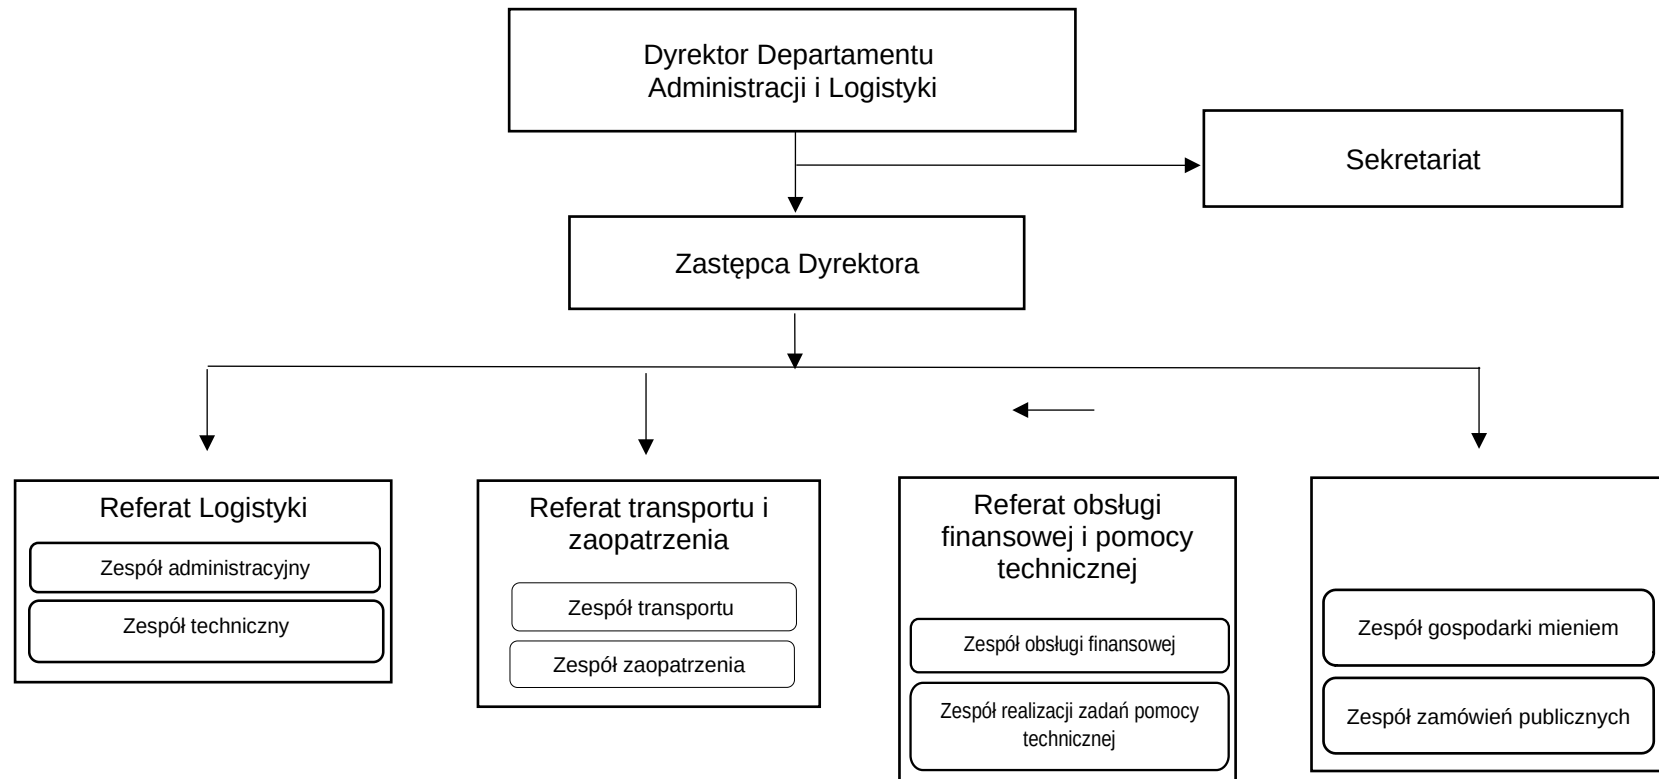 Dyrektor Departamentu
Administracji i Logistyki
Sekretariat
Zastępca Dyrektora
Referat Logistyki
Zespół administracyjny
Zespół techniczny
Referat transportu i
zaopatrzenia
Zespół transportu
Zespół zaopatrzenia
Referat obsługi
finansowej i pomocy
technicznej
Zespół obsługi finansowej
Zespół realizacji zadań pomocy
technicznej
Zespół gospodarki mieniem
Zespół zamówień publicznych